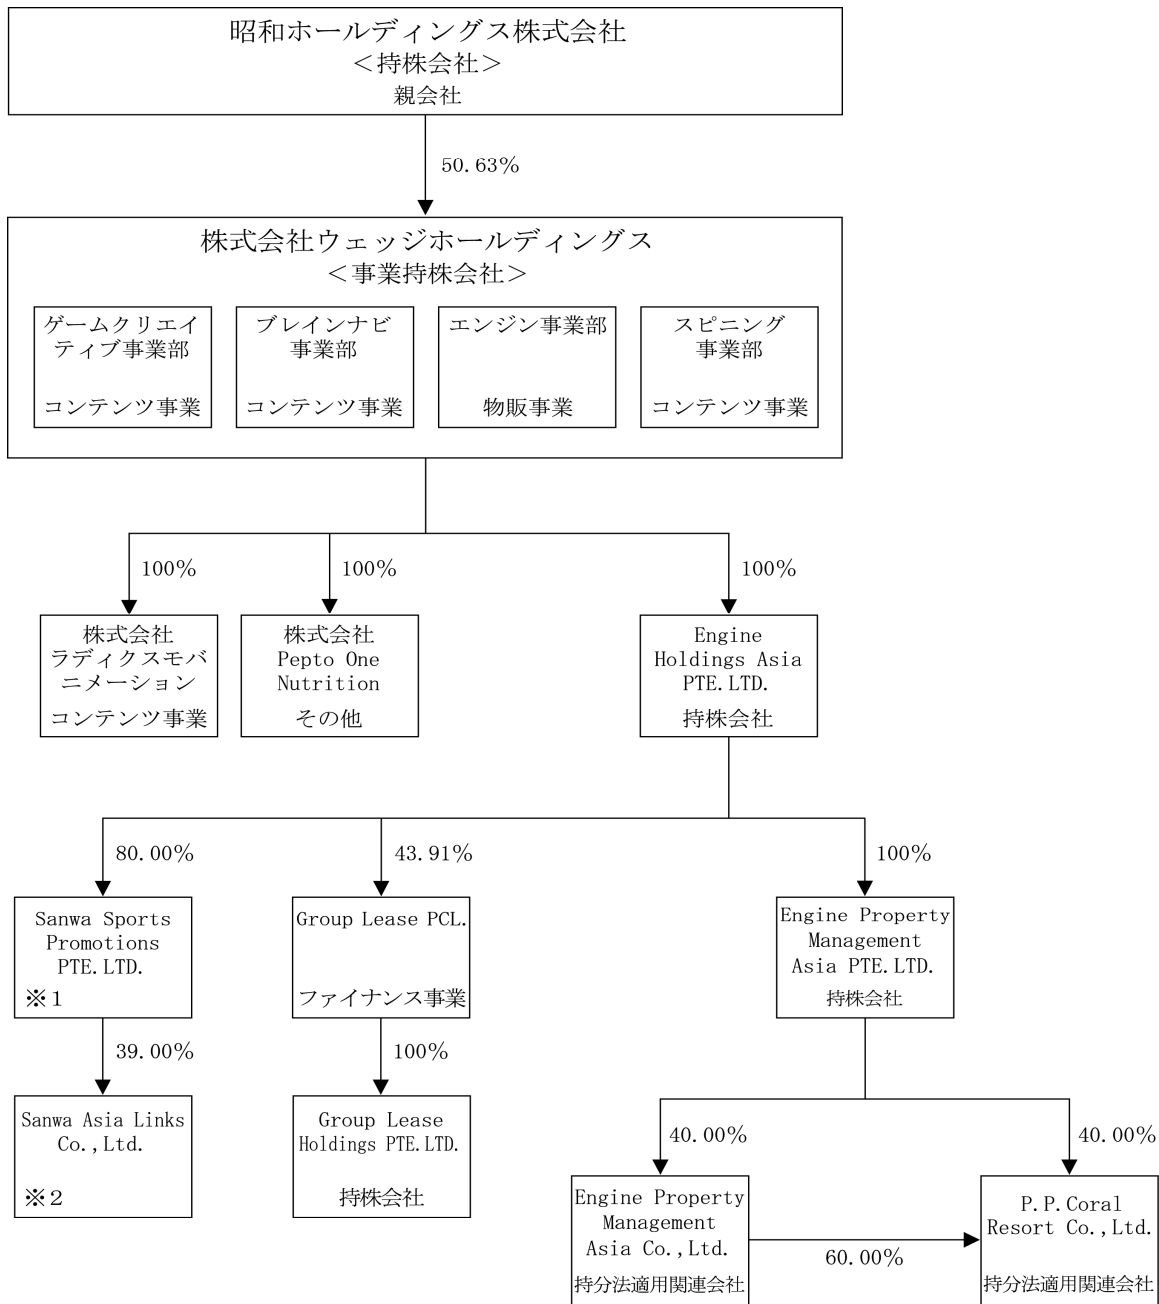 昭和ホールディングス株式会社
＜持株会社＞
親会社
50.63%
株式会社ウェッジホールディングス
＜事業持株会社＞
ゲームクリエイ
ティブ事業部
コンテンツ事業
ブレインナビ
事業部
コンテンツ事業
エンジン事業部
物販事業
スピニング
事業部
コンテンツ事業
100%
100%
100%
株式会社
ラディクスモバ
ニメーション
コンテンツ事業
株式会社
Pepto One
Nutrition
その他
Engine
Holdings Asia
PTE.LTD.
持株会社
80.00%
43.91%
100%
Sanwa Sports
Promotions
PTE.LTD.
※1
Group Lease PCL.
ファイナンス事業
Engine Property
Management
Asia PTE.LTD.
持株会社
39.00%
100%
Sanwa Asia Links
Co.,Ltd.
※2
Group Lease
Holdings PTE.LTD.
持株会社
40.00%
40.00%
Engine Property
Management
Asia Co.,Ltd.
持分法適用関連会社
60.00%
P.P.Coral
Resort Co.,Ltd.
持分法適用関連会社